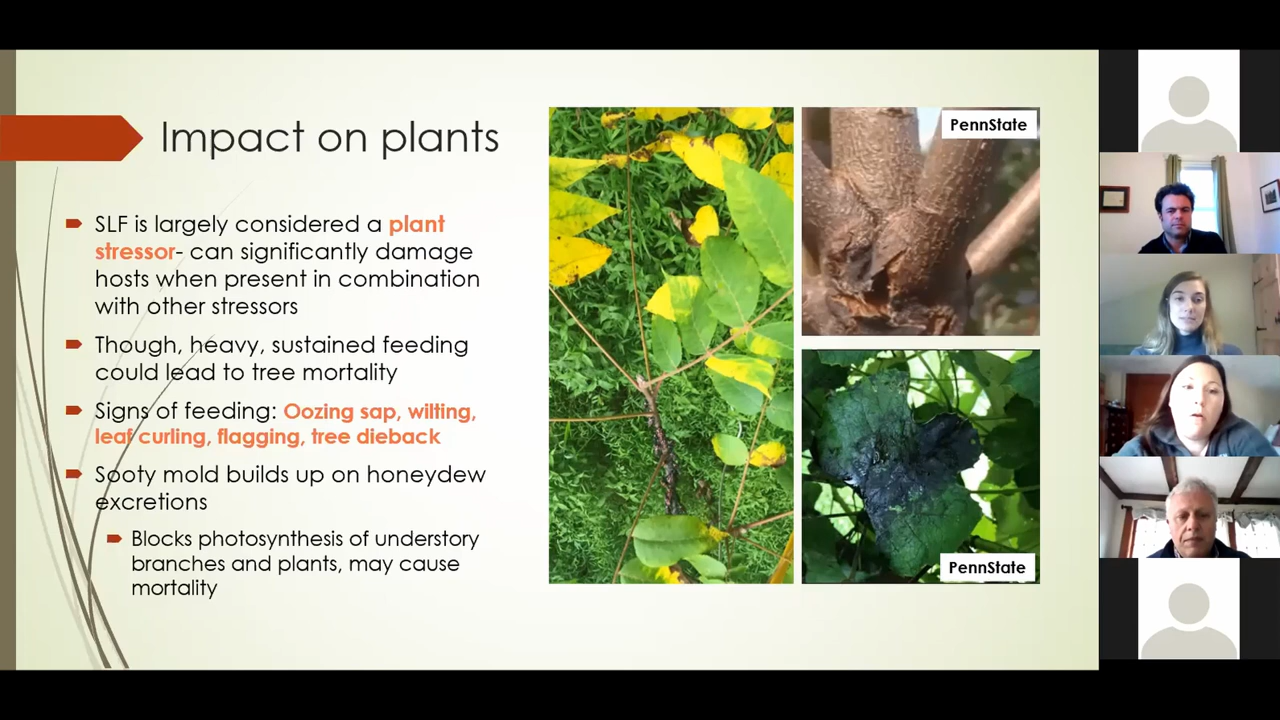 Impact on plants
SLF is largely considered a plant
stressor- can significantly damage
hosts when present in combination
with other stressors
Though, heavy, sustained feeding
could lead to tree mortality
Signs of feeding: Oozing sap, wilting,
leaf curling, flagging, tree dieback
Sooty mold builds up on honeydew
excretions
Blocks photosynthesis of understory
branches and plants, may cause
mortality
PennState
PennState